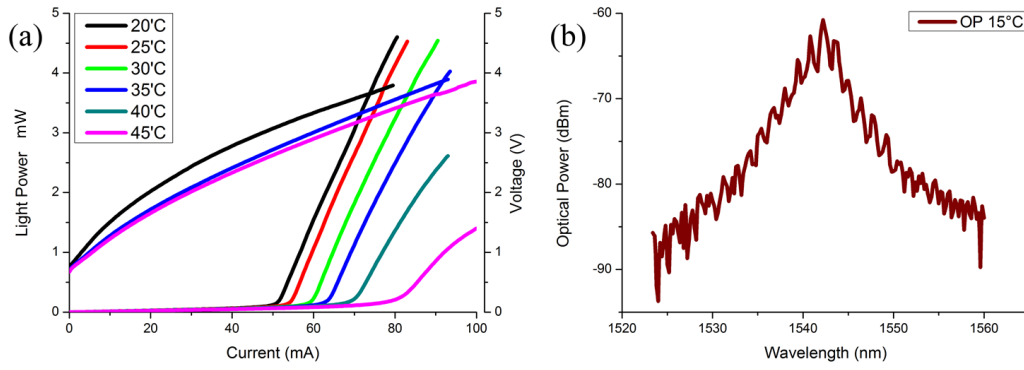 (a)
20'C
25'C
30'C
35'C
40'C
45'C
5
4
3
2
1
0
Light Power mW
0 20 40 60 80 100
Current (mA)
5
4
3
2
1
0
Voltage (V)
(b)
OP 15°C
-60
-70
-80
-90
Optical Power (dBm)
1520 1530 1540 1550 1560
Wavelength (nm)